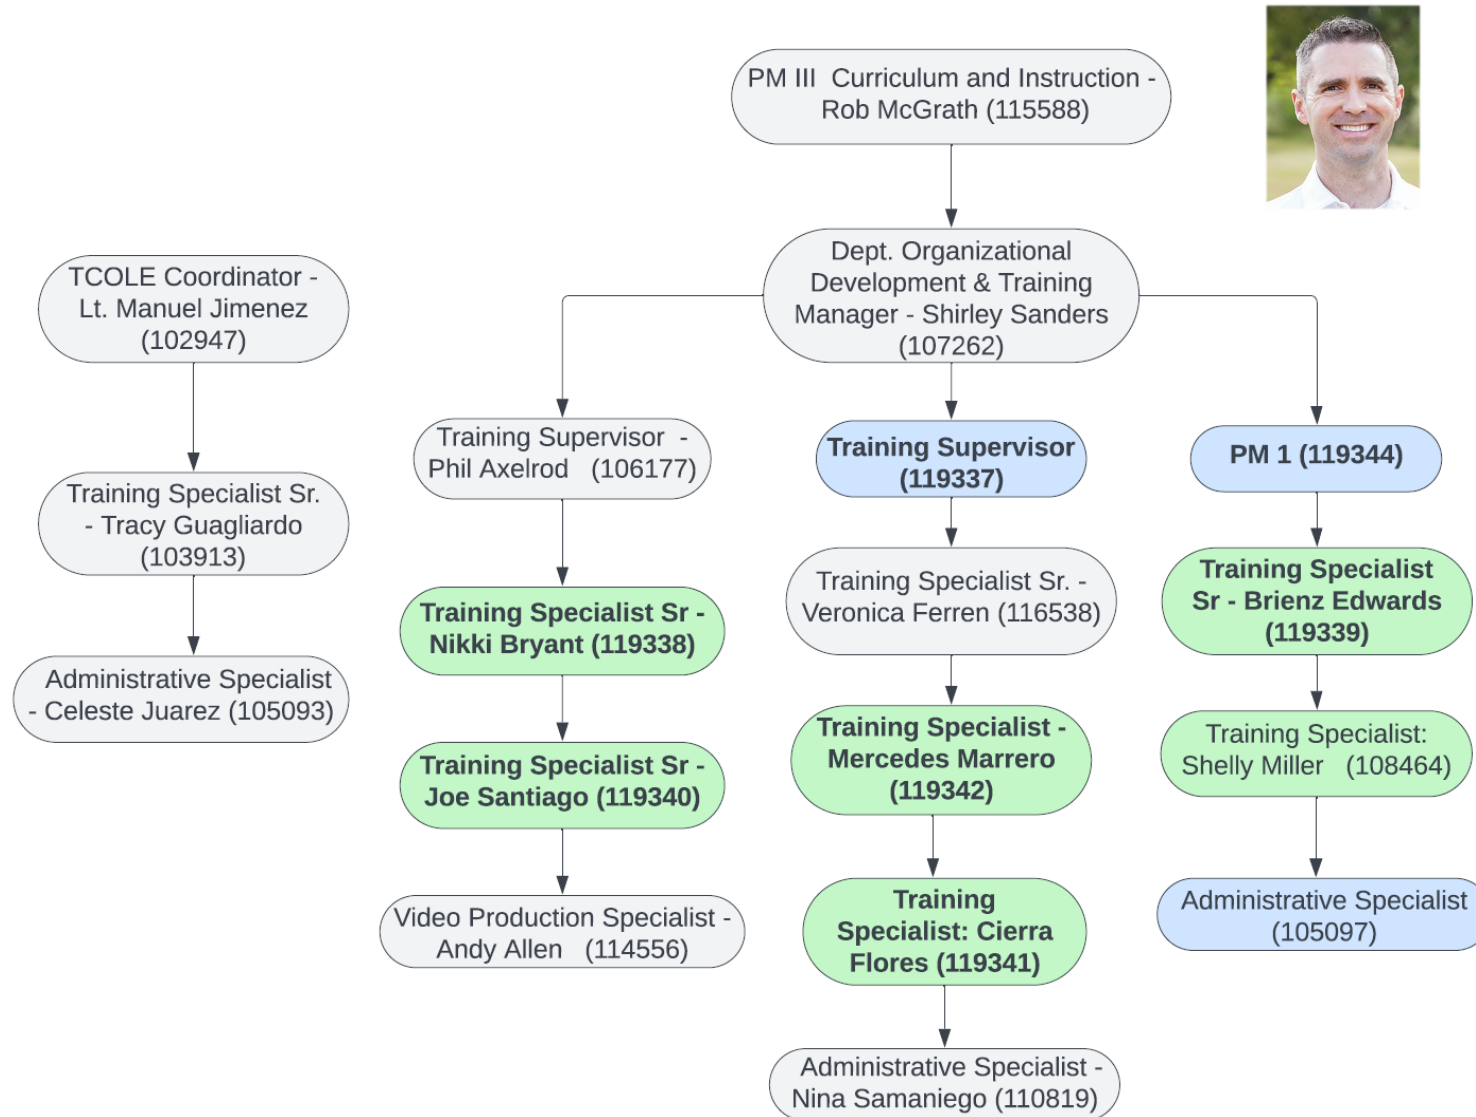 PM III  Curriculum and Instruction -
Rob McGrath (115588)
Dept. Organizational
Development & Training
Manager - Shirley Sanders
(107262)
TCOLE Coordinator -
Lt. Manuel Jimenez
(102947)
Training Specialist Sr.
- Tracy Guagliardo
(103913)
Administrative Specialist
- Celeste Juarez (105093)
Training Supervisor  -
Phil Axelrod   (106177)
Training Specialist Sr -
Nikki Bryant (119338)
Training Specialist Sr -
Joe Santiago (119340)
Video Production Specialist -
Andy Allen   (114556)
Training Supervisor
(119337)
Training Specialist Sr. -
Veronica Ferren (116538)
Training Specialist -
Mercedes Marrero
(119342)
Training
Specialist: Cierra
Flores (119341)
Administrative Specialist -
Nina Samaniego (110819)
PM 1 (119344)
Training Specialist
Sr - Brienz Edwards
(119339)
Training Specialist:
Shelly Miller   (108464)
Administrative Specialist
(105097)